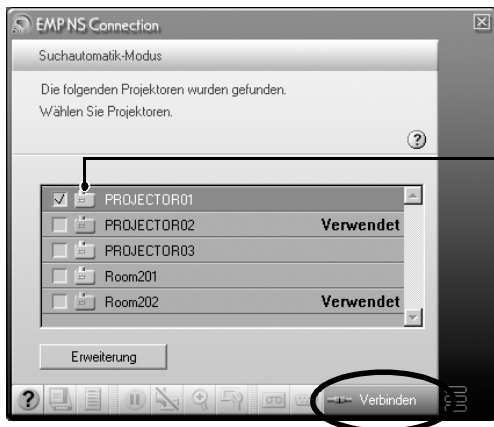 EMP NS Connection
Suchautomatik-Modus
Die folgenden Projektoren wurden gefunden.
Wählen Sie Projektoren.
PROJECTOR01
PROJECTOR02 Verwendet
PROJECTOR03
Room201
Room202 Verwendet
Erweiterung
Verbinden